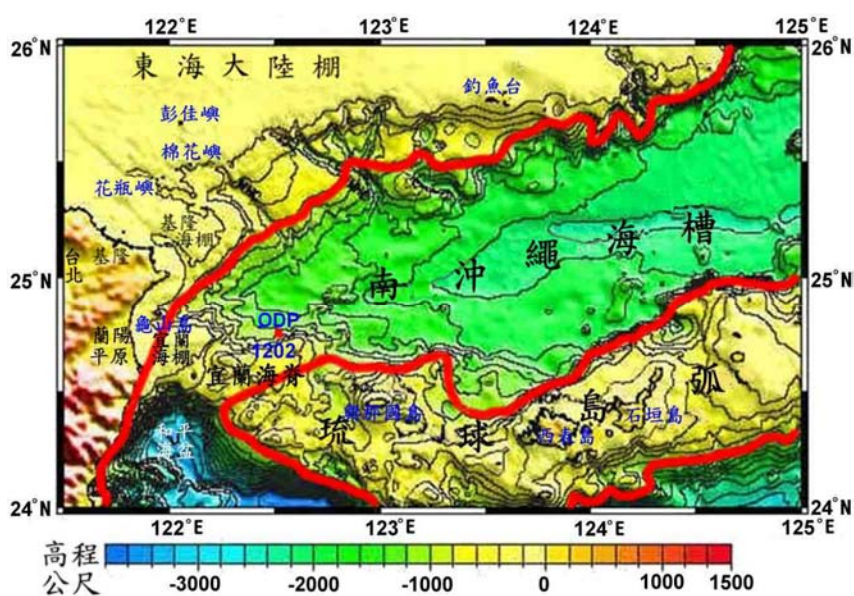 122°E 123°E 124°E 125°E
26°N 26°N
東海大陸棚
釣魚台
彭佳嶼
棉花嶼
花瓶嶼
基隆
海棚
基隆
台
北
南沖繩海槽
25°N 25°N
龜山島
ODP
1202
蘭陽
平原
宜蘭
海棚
宜蘭海脊
琉球島弧
與那國島
西表島
石垣島
和平
海盆
24°N 24°N
122°E 123°E 124°E 125°E
高程
公尺
-3000 -2000 -1000 0 1000 1500